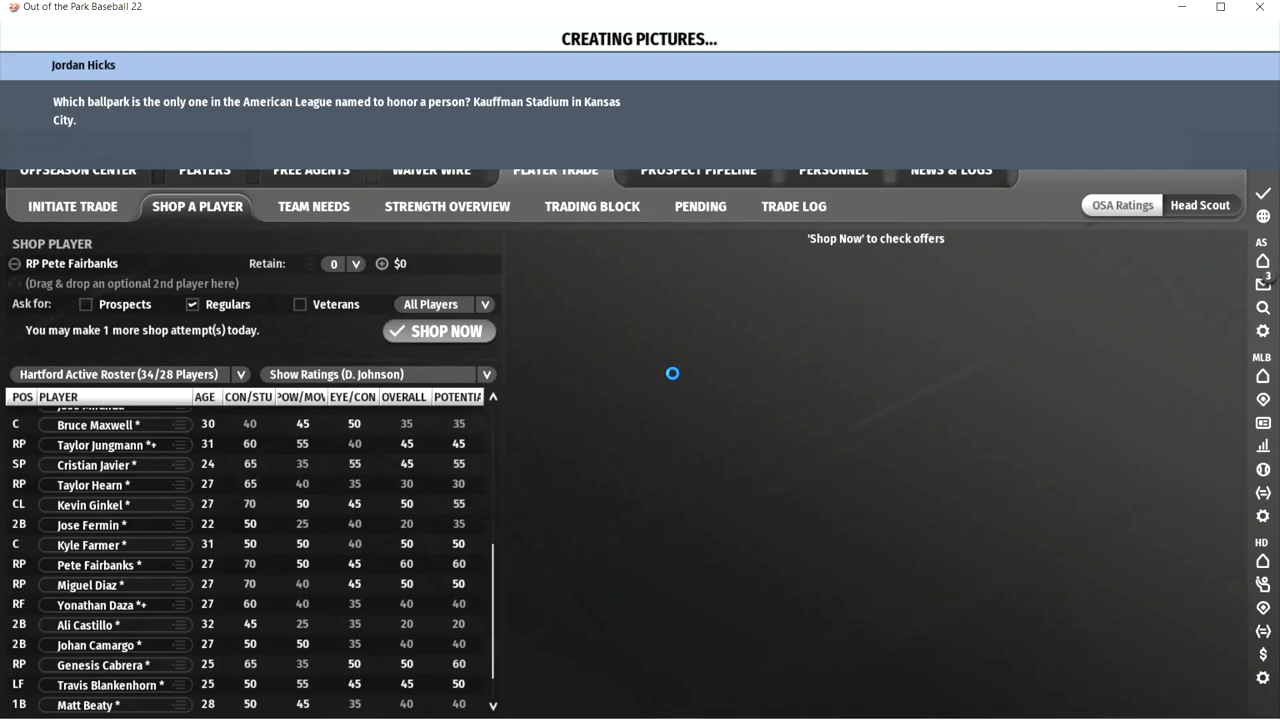 Out of the Park Baseball 22
CREATING PICTURES...
Jordan Hicks
Which ballpark is the only one in the American League named to honor a person? Kauffman Stadium in Kansas
City.
OFFSEASON CENTER PLAYERS FREE AGENTS WAIVER WIRE PLAYER TRADE PROSPECT PIPELINE PERSONNEL NEWS & LOGS
INITIATE TRADE SHOP A PLAYER TEAM NEEDS STRENGTH OVERVIEW TRADING BLOCK PENDING TRADE LOG OSA Ratings Head Scout
SHOP PLAYER 'Shop Now' to check offers
RP Pete Fairbanks Retain: 0 $0
(Drag & drop an optional 2nd player here)
Ask for: Prospects Regulars Veterans All Players
You may make 1 more shop attempt(s) today. SHOP NOW
Hartford Active Roster (34/28 Players) Show Ratings (D. Johnson)
POS PLAYER AGE CON/STU POW/MOV EYE/CON OVERALL POTENTIA
Jose Miranda
C Bruce Maxwell * 30 40 45 50 35 35
RP Taylor Jungmann *+ 31 60 55 40 45 45
SP Cristian Javier * 24 65 35 55 45 55
RP Taylor Hearn * 27 65 40 35 30 30
CL Kevin Ginkel * 27 70 50 45 50 55
2B Jose Fermin * 22 50 25 40 20 35
C Kyle Farmer * 31 50 50 40 50 50
RP Pete Fairbanks * 27 70 50 45 60 60
RP Miguel Diaz * 27 70 40 45 50 50
RF Yonathan Daza *+ 27 60 40 35 40 40
2B Ali Castillo * 32 45 25 35 20 20
2B Johan Camargo * 27 50 50 35 40 40
RP Genesis Cabrera * 25 65 35 50 50 60
LF Travis Blankenhorn * 25 50 55 45 45 50
1B Matt Beaty * 28 50 45 35 40 40
AS
3
MLB
HD